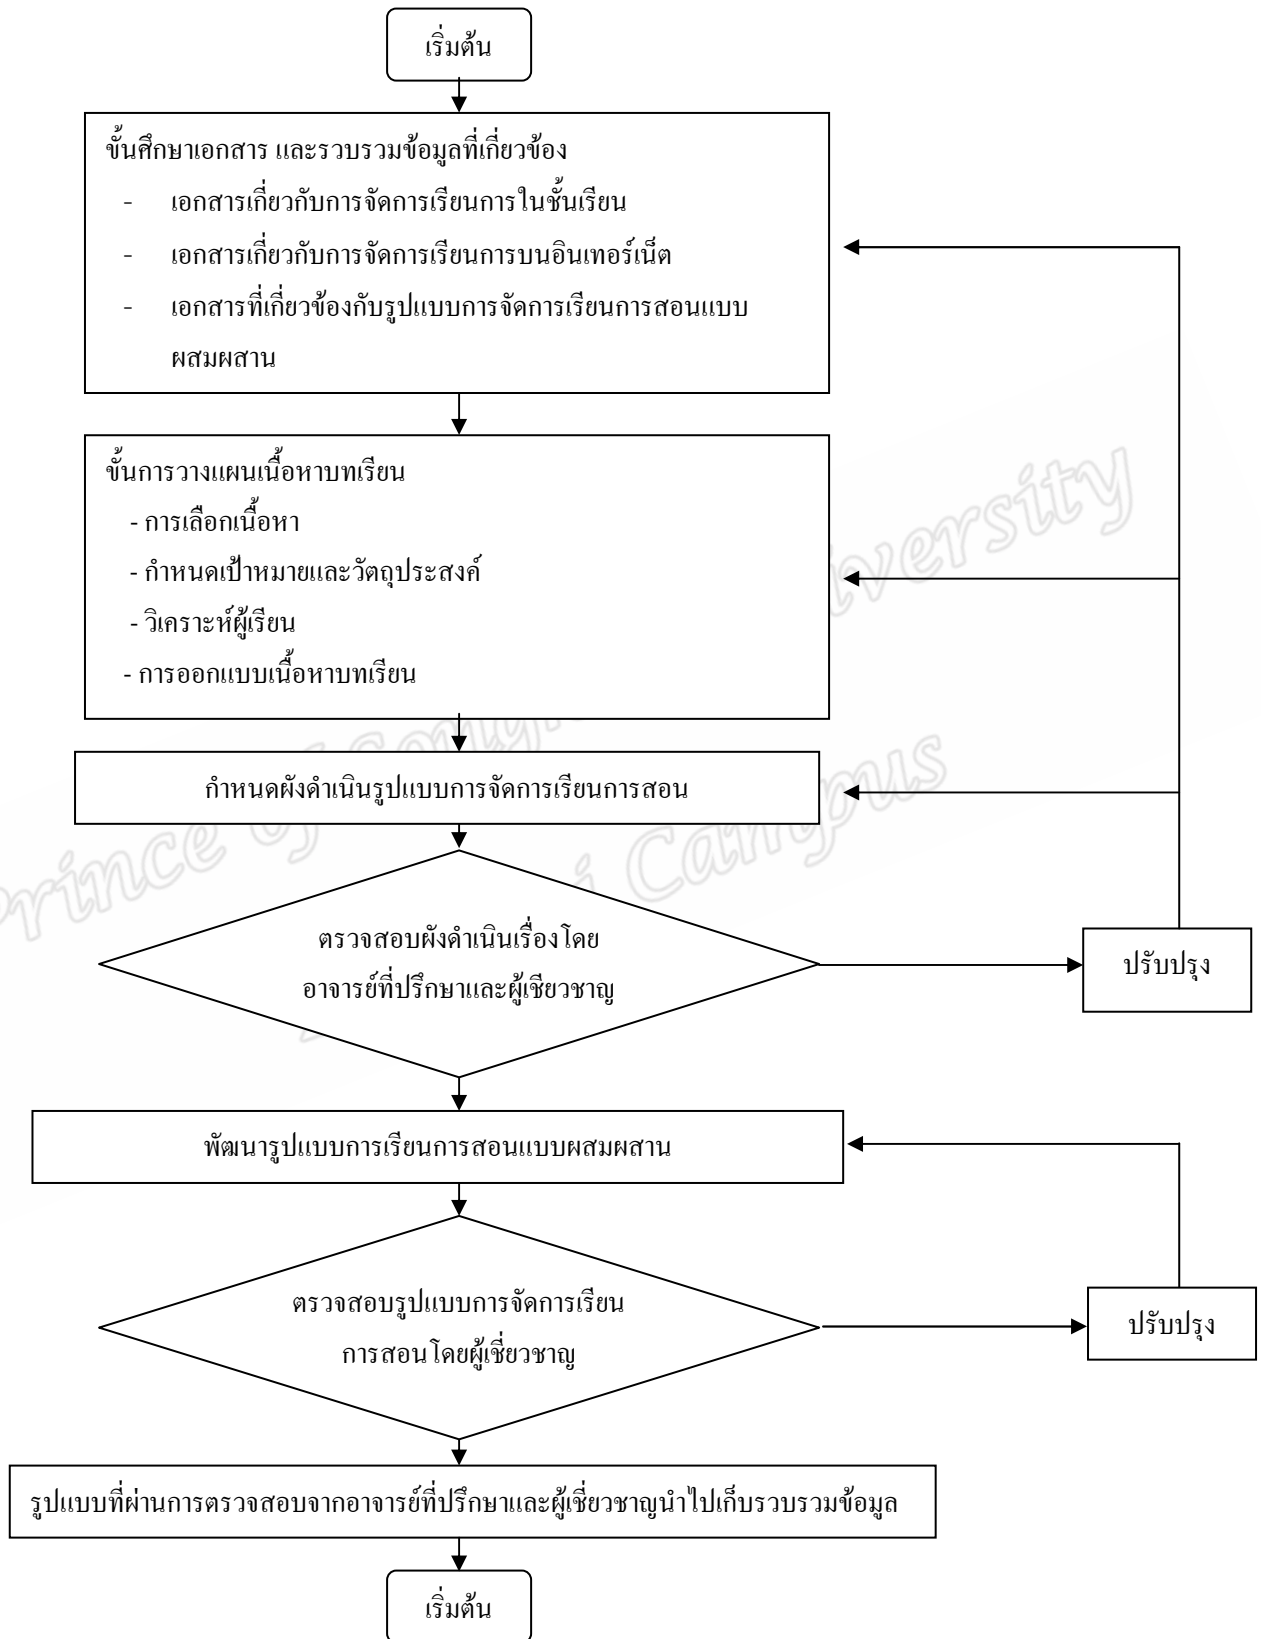 เริ่มต้น
ขั้นศึกษาเอกสาร และรวบรวมข้อมูลที่เกี่ยวข้อง
- เอกสารเกี่ยวกับการจัดการเรียนการในชั้นเรียน
- เอกสารเกี่ยวกับการจัดการเรียนการบนอินเทอร์เน็ต
- เอกสารที่เกี่ยวข้องกับรูปแบบการจัดการเรียนการสอนแบบ
ผสมผสาน
ขั้นการวางแผนเนื้อหาบทเรียน
- การเลือกเนื้อหา
- กำหนดเป้าหมายและวัตถุประสงค์
- วิเคราะห์ผู้เรียน
- การออกแบบเนื้อหาบทเรียน
กำหนดผังดำเนินรูปแบบการจัดการเรียนการสอน
ตรวจสอบผังดำเนินเรื่องโดย
อาจารย์ที่ปรึกษาและผู้เชียวชาญ
ปรับปรุง
พัฒนารูปแบบการเรียนการสอนแบบผสมผสาน
ตรวจสอบรูปแบบการจัดการเรียน
การสอนโดยผู้เชี่ยวชาญ
ปรับปรุง
รูปแบบที่ผ่านการตรวจสอบจากอาจารย์ที่ปรึกษาและผู้เชี่ยวชาญนำไปเก็บรวบรวมข้อมูล
เริ่มต้น
Prince of
Campus